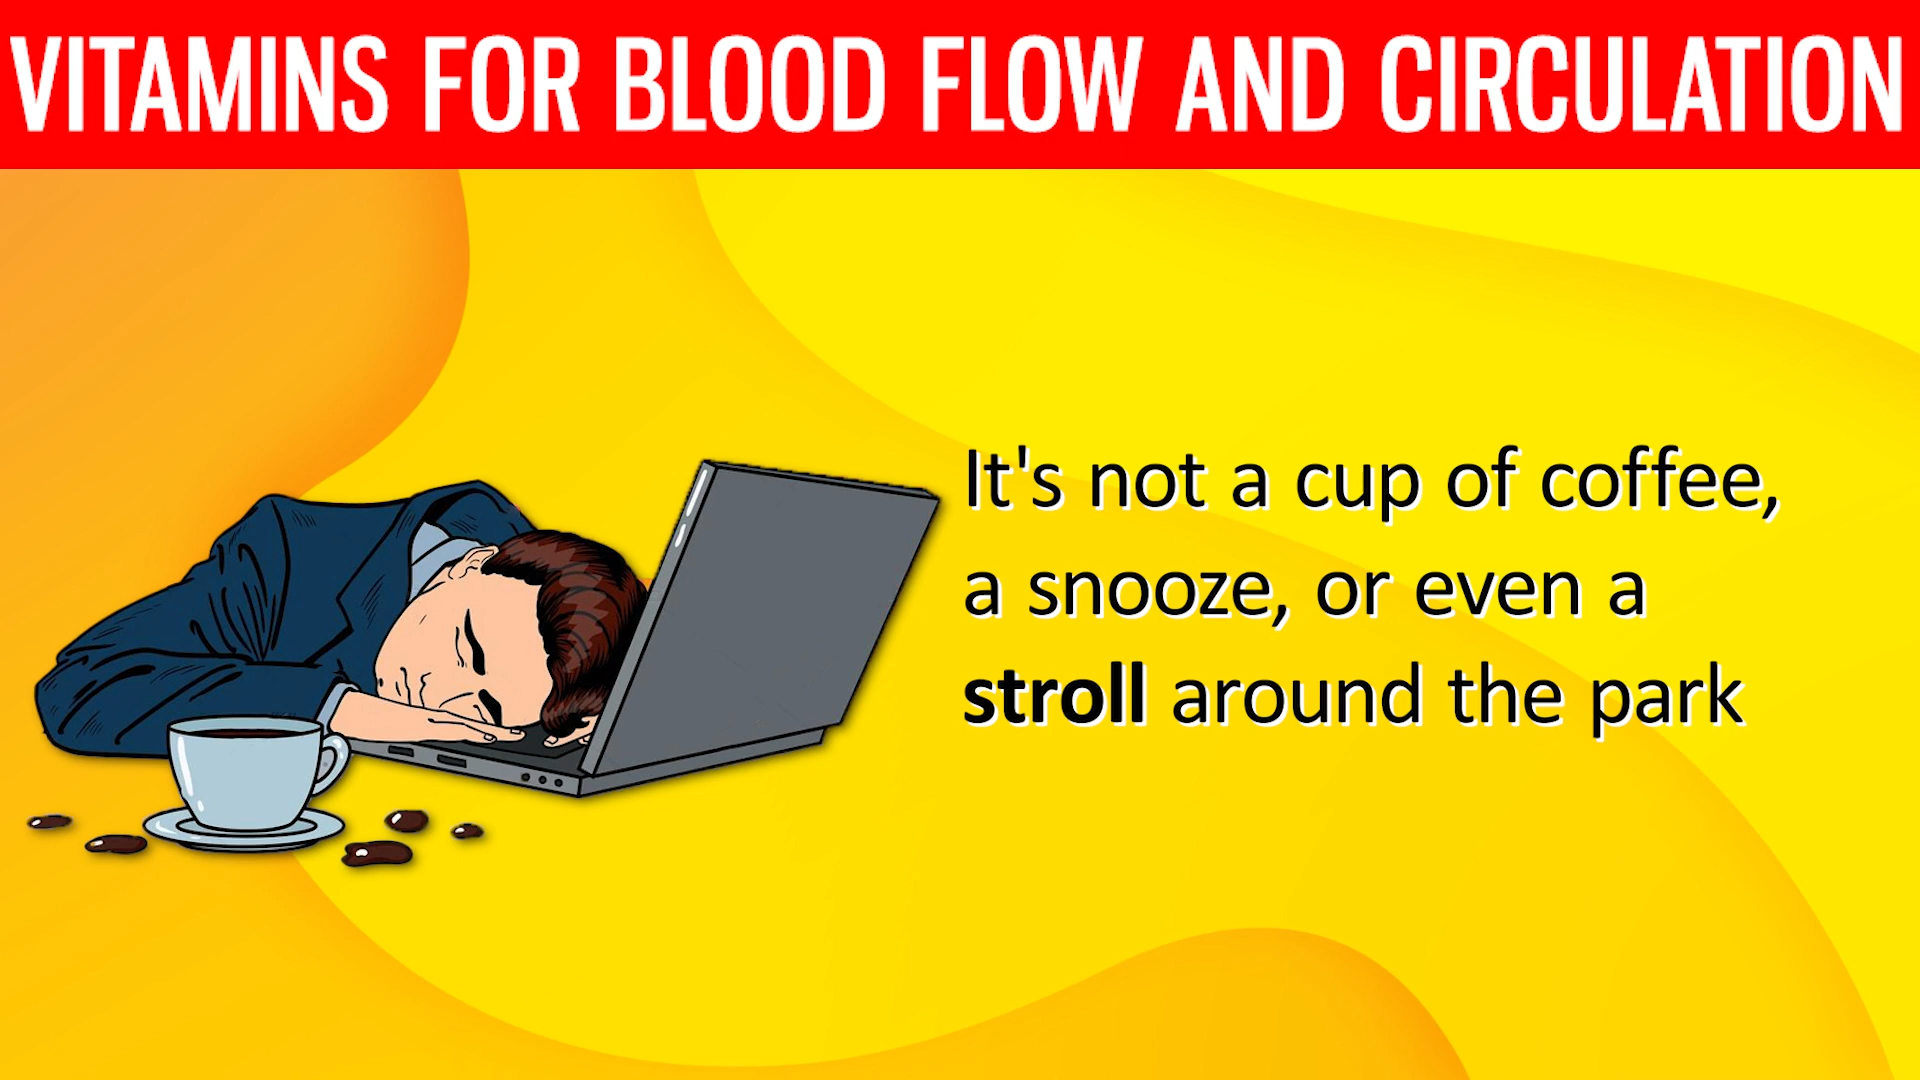 VITAMINS FOR BLOOD FLOW AND CIRCULATION
It's not a cup of coffee,
a snooze, or even a
stroll around the park